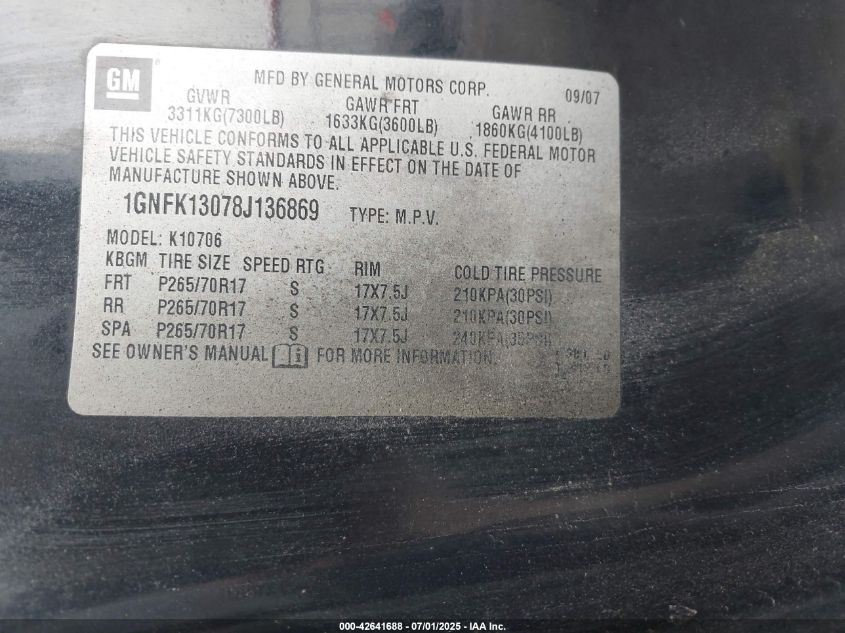 GM
MFD BY GENERAL MOTORS CORP. 09/07
GVWR GAWR FRT GAWR RR
3311KG(7300LB) 1633KG(3600LB) 1860KG(4100LB)
THIS VEHICLE CONFORMS TO ALL APPLICABLE U.S. FEDERAL MOTOR
VEHICLE SAFETY STANDARDS IN EFFECT ON THE DATE OF
MANUFACTURE SHOWN ABOVE.
1GNFK13078J136869 TYPE: M.P.V.
MODEL: K10706
KBGM TIRE SIZE SPEED RTG RIM COLD TIRE PRESSURE
FRT P265/70R17 S 17X7.5J 210KPA(30PSI)
RR P265/70R17 S 17X7.5J 210KPA(30PSI)
SPA P265/70R17 S 17X7.5J 240KPA(35PSI)
SEE OWNER'S MANUAL FOR MORE INFORMATION.
000-42641688 - 07/01/2025 - IAA Inc.